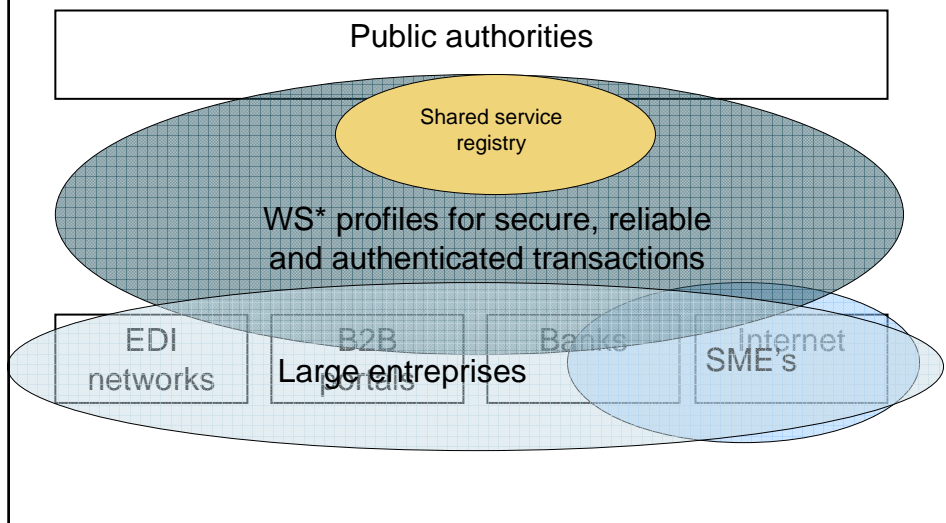 Public authorities
Shared service
registry
WS* profiles for secure, reliable
and authenticated transactions
EDI
networks
B2B
portals
Banks
Internet
Large entreprises
SME's